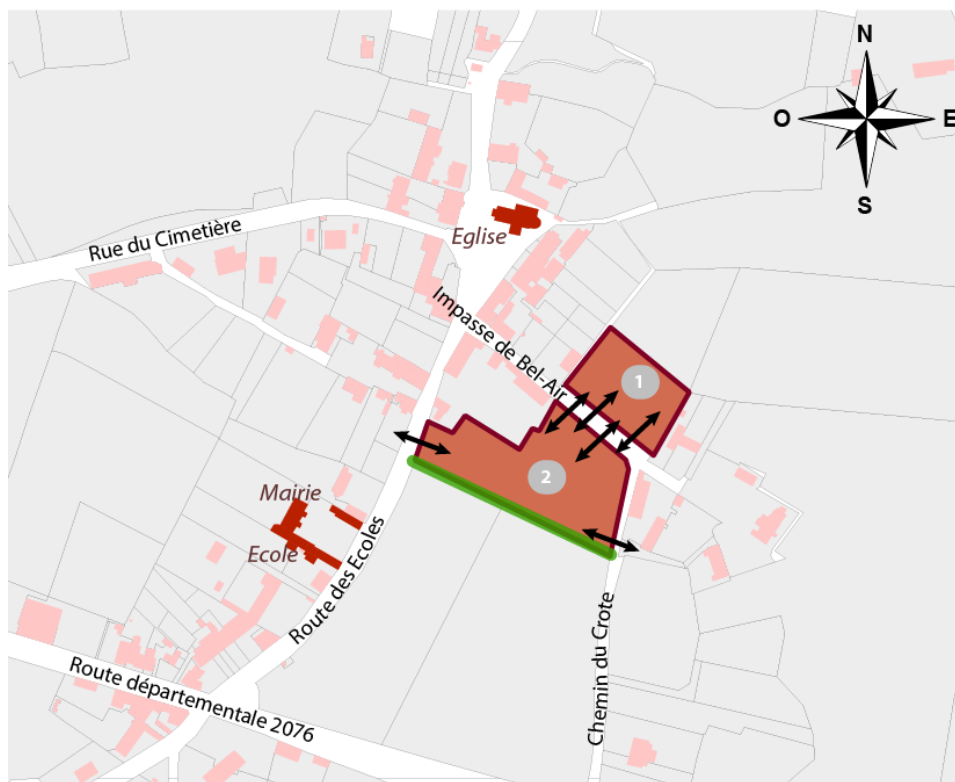 N
O
E
S
Rue du Cimetière
Eglise
Impasse de Bel-Air
1
2
Mairie
Ecole
Route des Ecoles
Chemin du Crote
Route départementale 2076